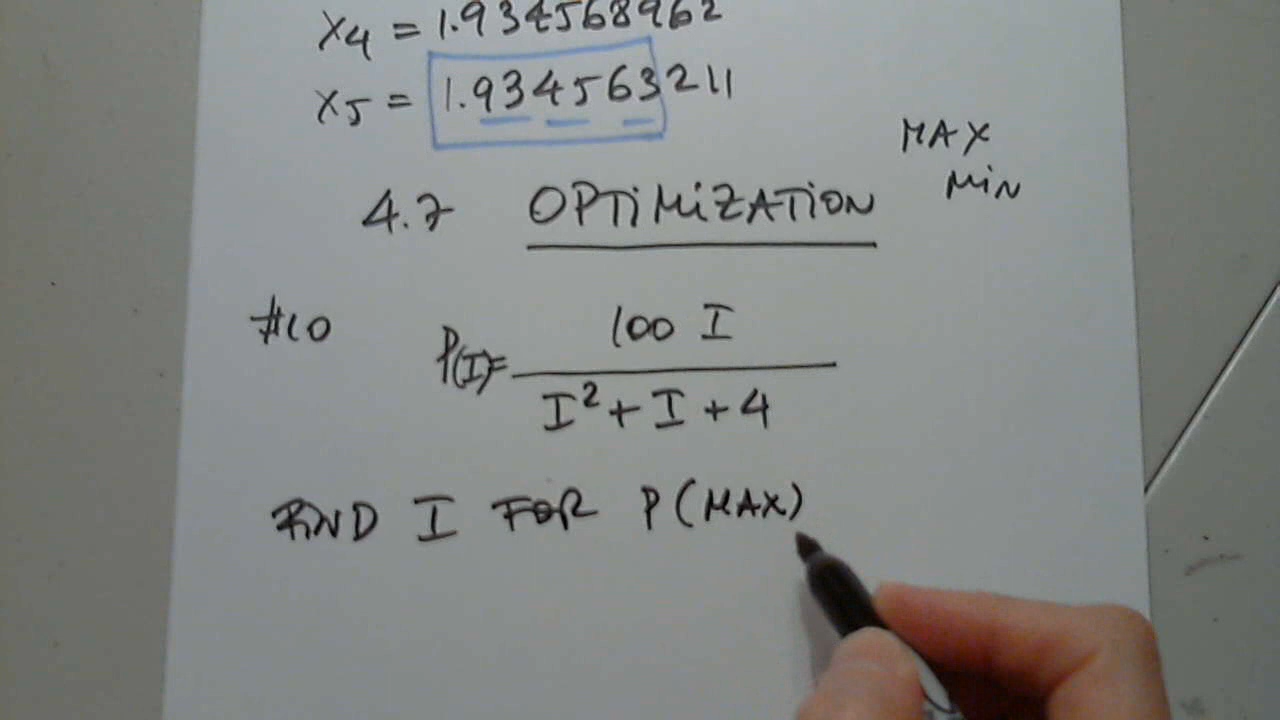 x4 = 1.934568962
x5 = 1.934563211
MAX
MiN
4.7 OPTiMiZATiON
#10 P(I)= 100 I
I²+I+4
FIND I FOR P(MAX)